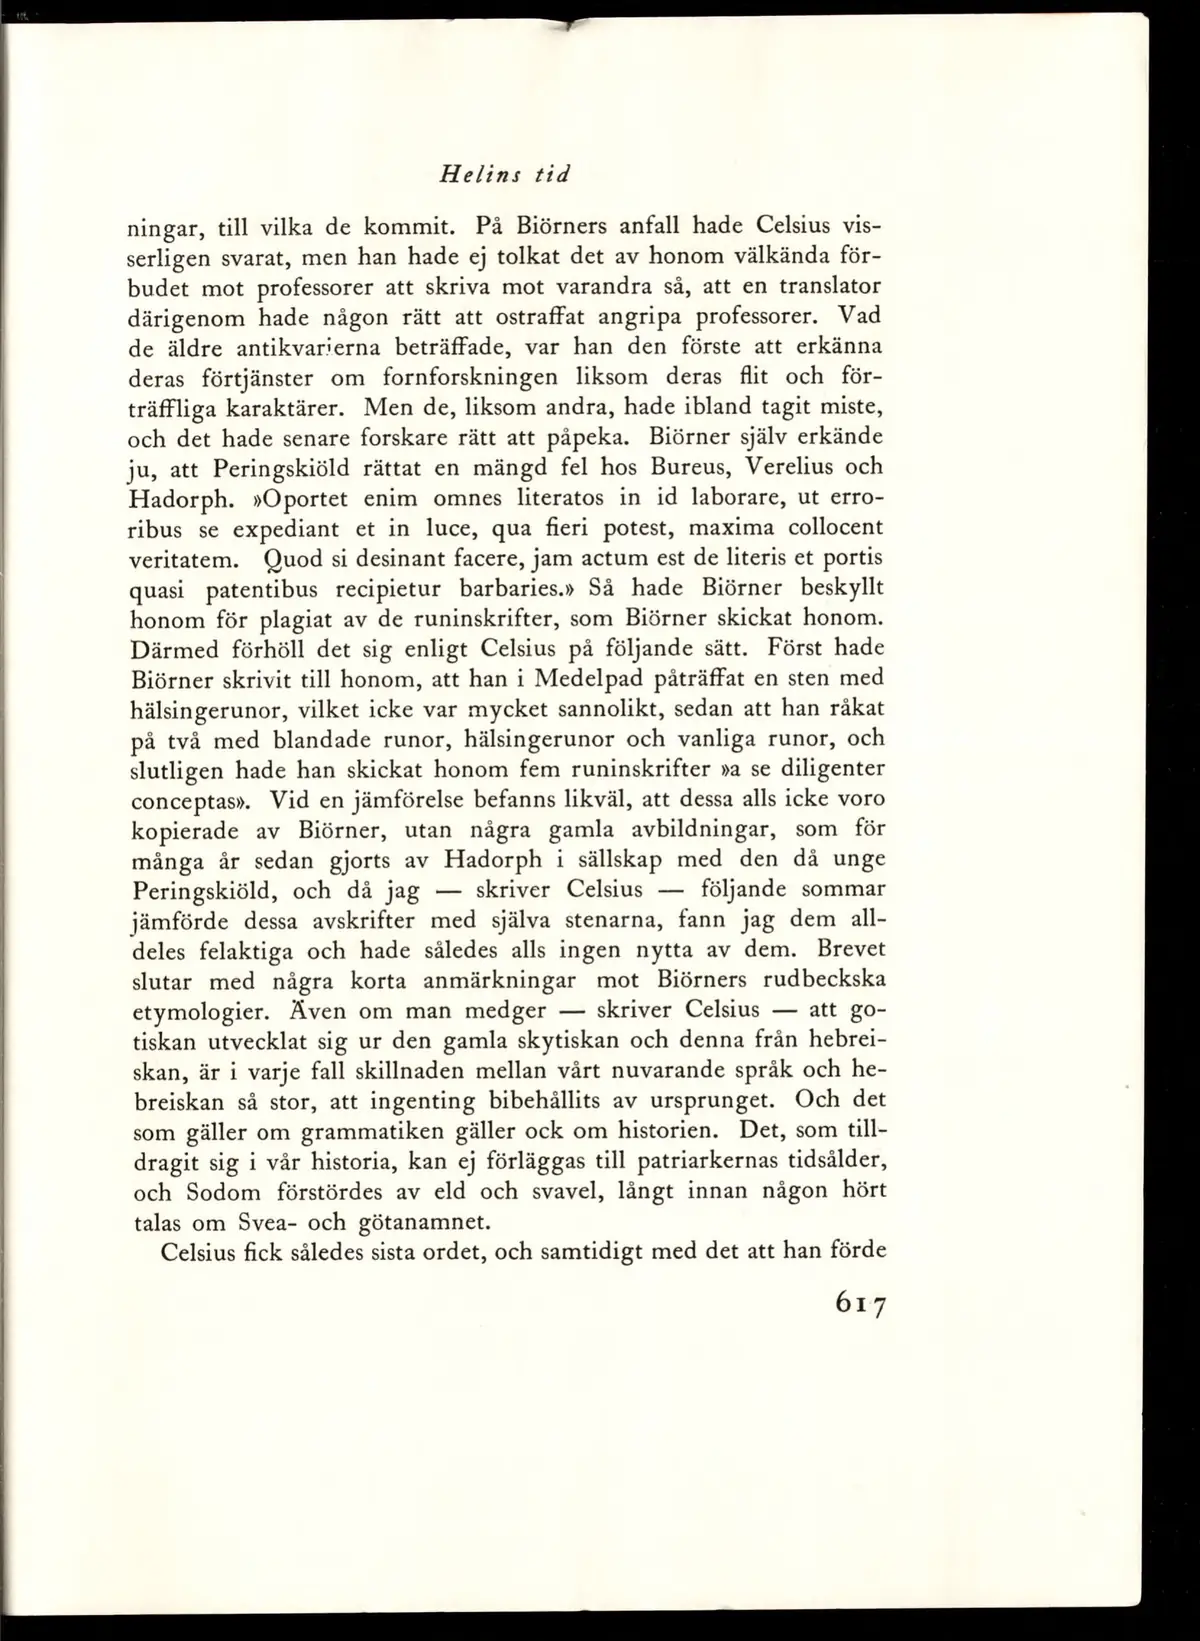 Helins tid
ningar, till vilka de kommit. På Biörners anfall hade Celsius vis-
serligen svarat, men han hade ej tolkat det av honom välkända för-
budet mot professorer att skriva mot varandra så, att en translator
därigenom hade någon rätt att ostraffat angripa professorer. Vad
de äldre antikvarierna beträffade, var han den förste att erkänna
deras förtjänster om fornforskningen liksom deras flit och för-
träffliga karaktärer. Men de, liksom andra, hade ibland tagit miste,
och det hade senare forskare rätt att påpeka. Biörner själv erkände
ju, att Peringskiöld rättat en mängd fel hos Bureus, Verelius och
Hadorph. »Oportet enim omnes literatos in id laborare, ut erro-
ribus se expediant et in luce, qua fieri potest, maxima collocent
veritatem. Quod si desinant facere, jam actum est de literis et portis
quasi patentibus recipietur barbaries.» Så hade Biörner beskyllt
honom för plagiat av de runinskrifter, som Biörner skickat honom.
Därmed förhöll det sig enligt Celsius på följande sätt. Först hade
Biörner skrivit till honom, att han i Medelpad påträffat en sten med
hälsingerunor, vilket icke var mycket sannolikt, sedan att han råkat
på två med blandade runor, hälsingerunor och vanliga runor, och
slutligen hade han skickat honom fem runinskrifter »a se diligenter
conceptas». Vid en jämförelse befanns likväl, att dessa alls icke voro
kopierade av Biörner, utan några gamla avbildningar, som för
många år sedan gjorts av Hadorph i sällskap med den då unge
Peringskiöld, och då jag — skriver Celsius — följande sommar
jämförde dessa avskrifter med själva stenarna, fann jag dem all-
deles felaktiga och hade således alls ingen nytta av dem. Brevet
slutar med några korta anmärkningar mot Biörners rudbeckska
etymologier. Även om man medger — skriver Celsius — att go-
tiskan utvecklat sig ur den gamla skytiskan och denna från hebrei-
skan, är i varje fall skillnaden mellan vårt nuvarande språk och he-
breiskan så stor, att ingenting bibehållits av ursprunget. Och det
som gäller om grammatiken gäller ock om historien. Det, som till-
dragit sig i vår historia, kan ej förläggas till patriarkernas tidsålder,
och Sodom förstördes av eld och svavel, långt innan någon hört
talas om Svea- och götanamnet.
Celsius fick således sista ordet, och samtidigt med det att han förde
617